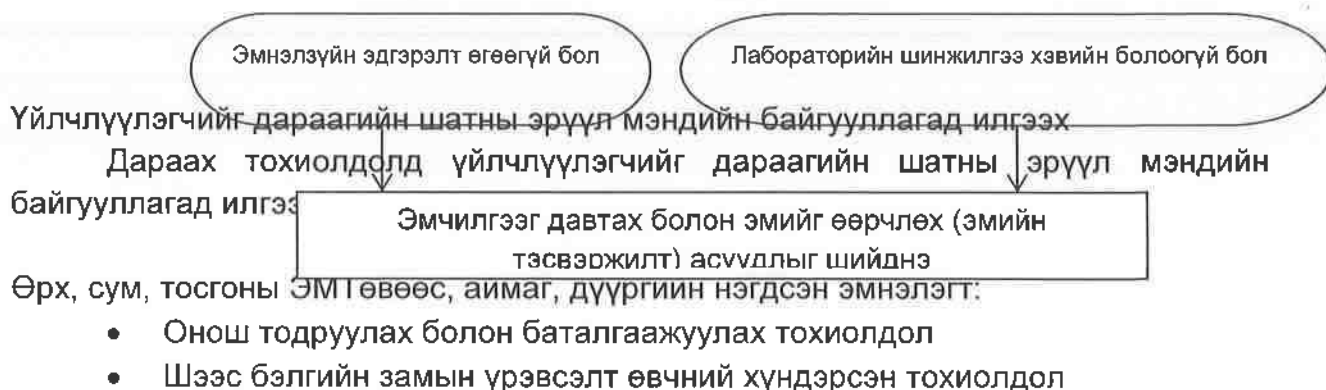 Эмнэлзүйн эдгэрэлт өгөөгүй бол
Лабораторийн шинжилгээ хэвийн болоогүй бол
Үйлчлүүлэгчийг дараагийн шатны эрүүл мэндийн байгууллагад илгээх
Дараах тохиолдолд үйлчлүүлэгчийг дараагийн шатны эрүүл мэндийн
байгууллагад илгээ
Эмчилгээг давтах болон эмийг өөрчлөх (эмийн
тэсвэржилт) асуудлыг шийднэ
Өрх, сум, тосгоны ЭМТөвөөс, аймаг, дүүргийн нэгдсэн эмнэлэгт:
• Онош тодруулах болон баталгаажуулах тохиолдол
• Шээс бэлгийн замын үрэвсэлт өвчний хүндэрсэн тохиолдол